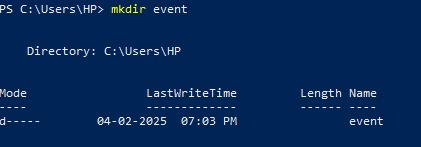 PS C:\Users\HP> mkdir event
Directory: C:\Users\HP
Mode LastWriteTime Length Name
---- ------------- ------ ----
d----- 04-02-2025 07:03 PM event